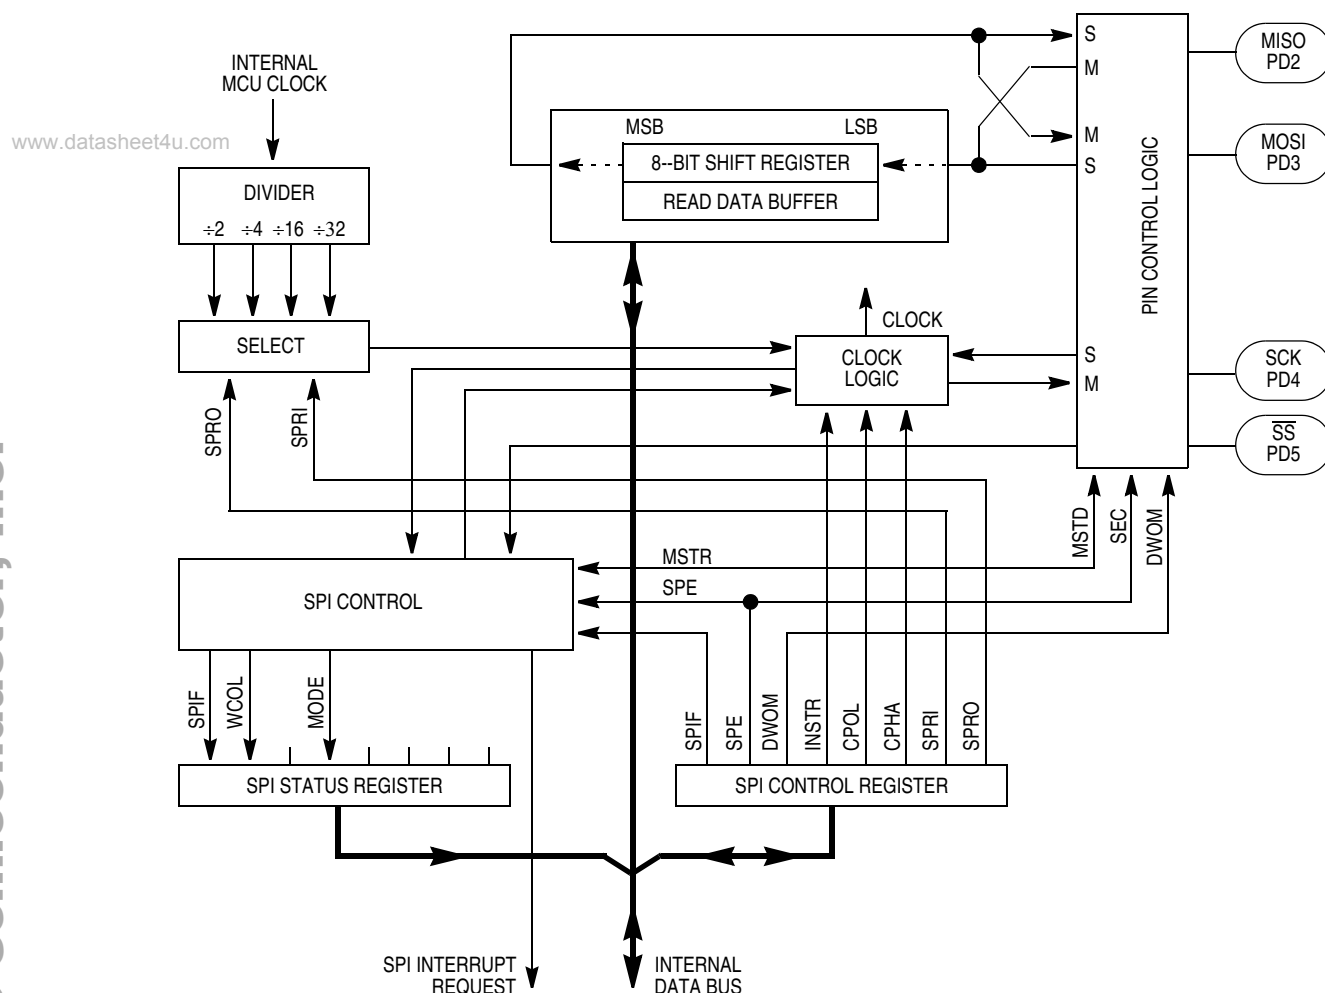 INTERNAL
MCU CLOCK
www.datasheet4u.com
DIVIDER
÷2 ÷4 ÷16 ÷32
SELECT
SPRO
SPRI
MSB LSB
8--BIT SHIFT REGISTER
READ DATA BUFFER
S
M
M
S
PIN CONTROL LOGIC
MISO
PD2
MOSI
PD3
CLOCK
CLOCK
LOGIC
S
M
SCK
PD4
SS
PD5
MSTD
SEC
DWOM
MSTR
SPE
SPI CONTROL
SPIF
WCOL
MODE
SPI STATUS REGISTER
SPIF
SPE
DWOM
INSTR
CPOL
CPHA
SPRI
SPRO
SPI CONTROL REGISTER
SPI INTERRUPT
REQUEST
INTERNAL
DATA BUS